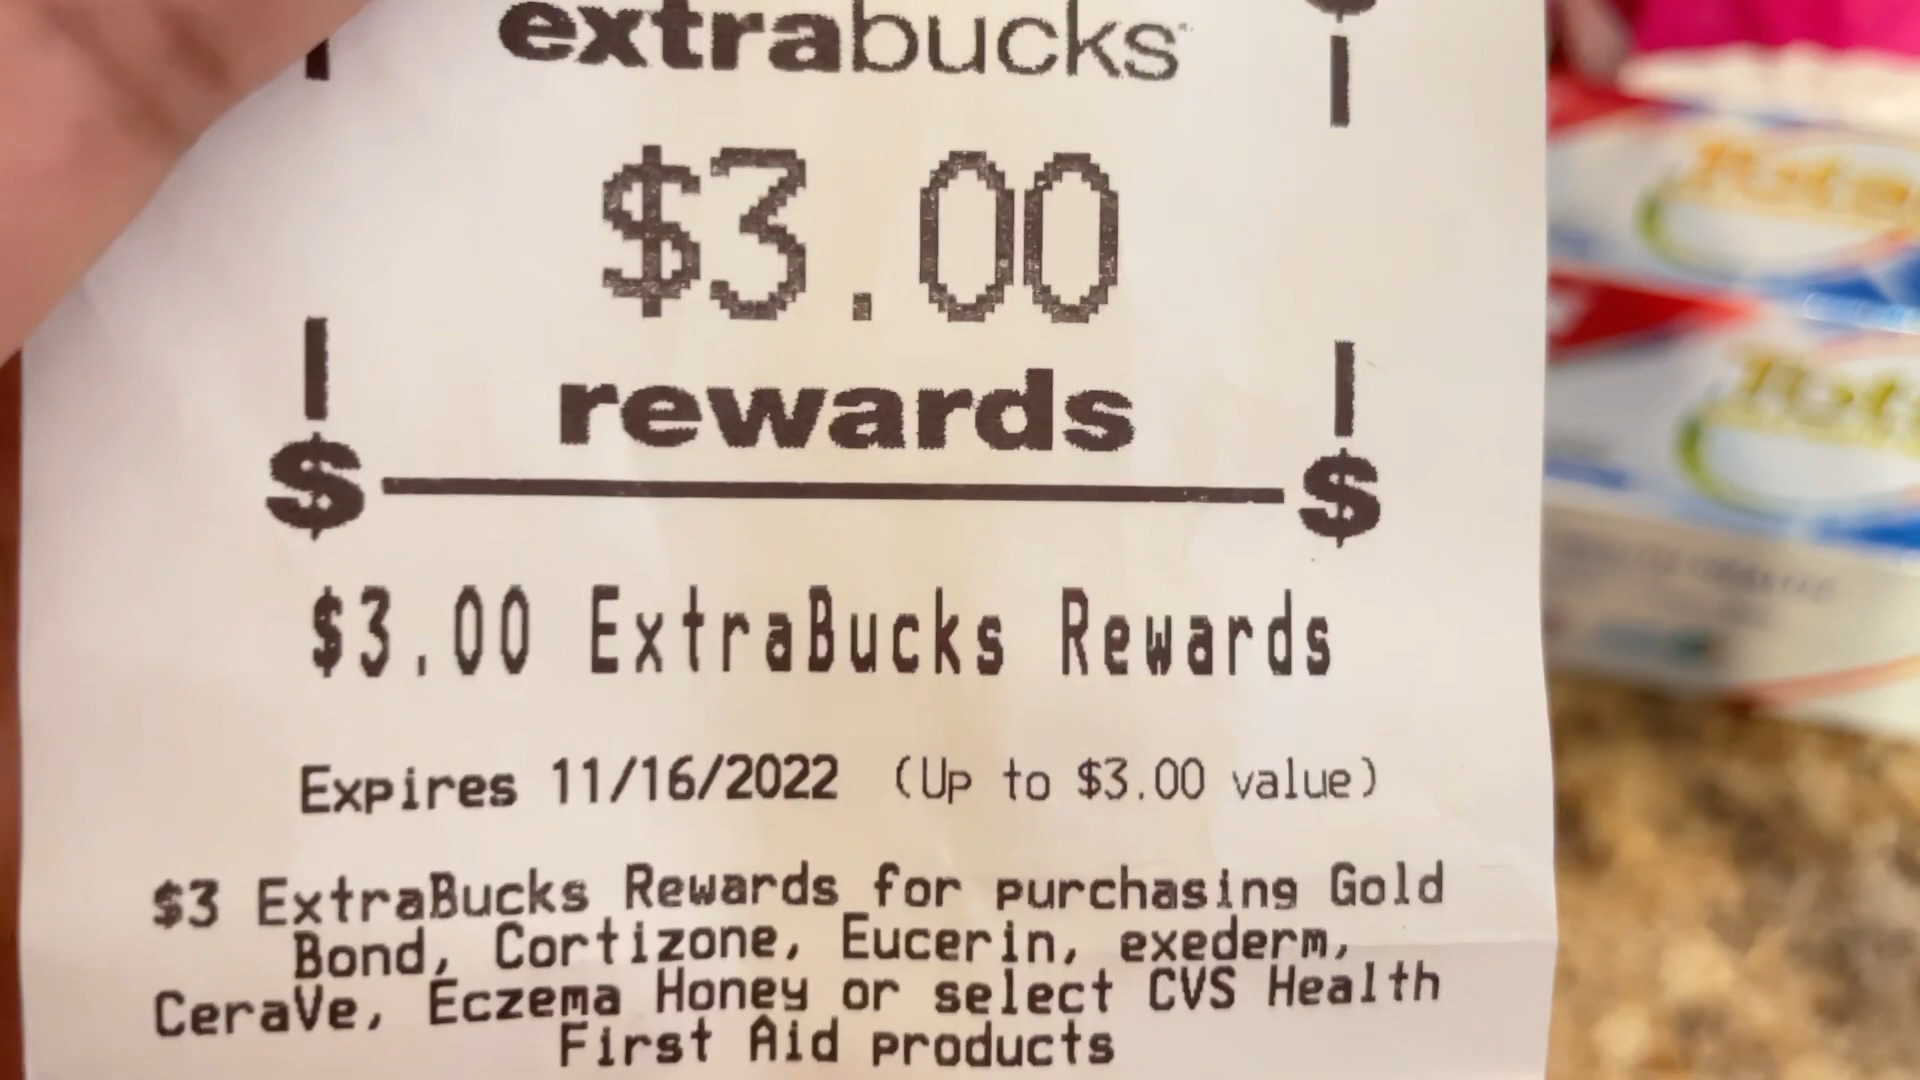 extrabucks
$3.00
rewards
$ $
$3.00 ExtraBucks Rewards
Expires 11/16/2022 (Up to $3.00 value)
$3 ExtraBucks Rewards for purchasing Gold
Bond, Cortizone, Eucerin, exederm,
CeraVe, Eczema Honey or select CVS Health
First Aid products